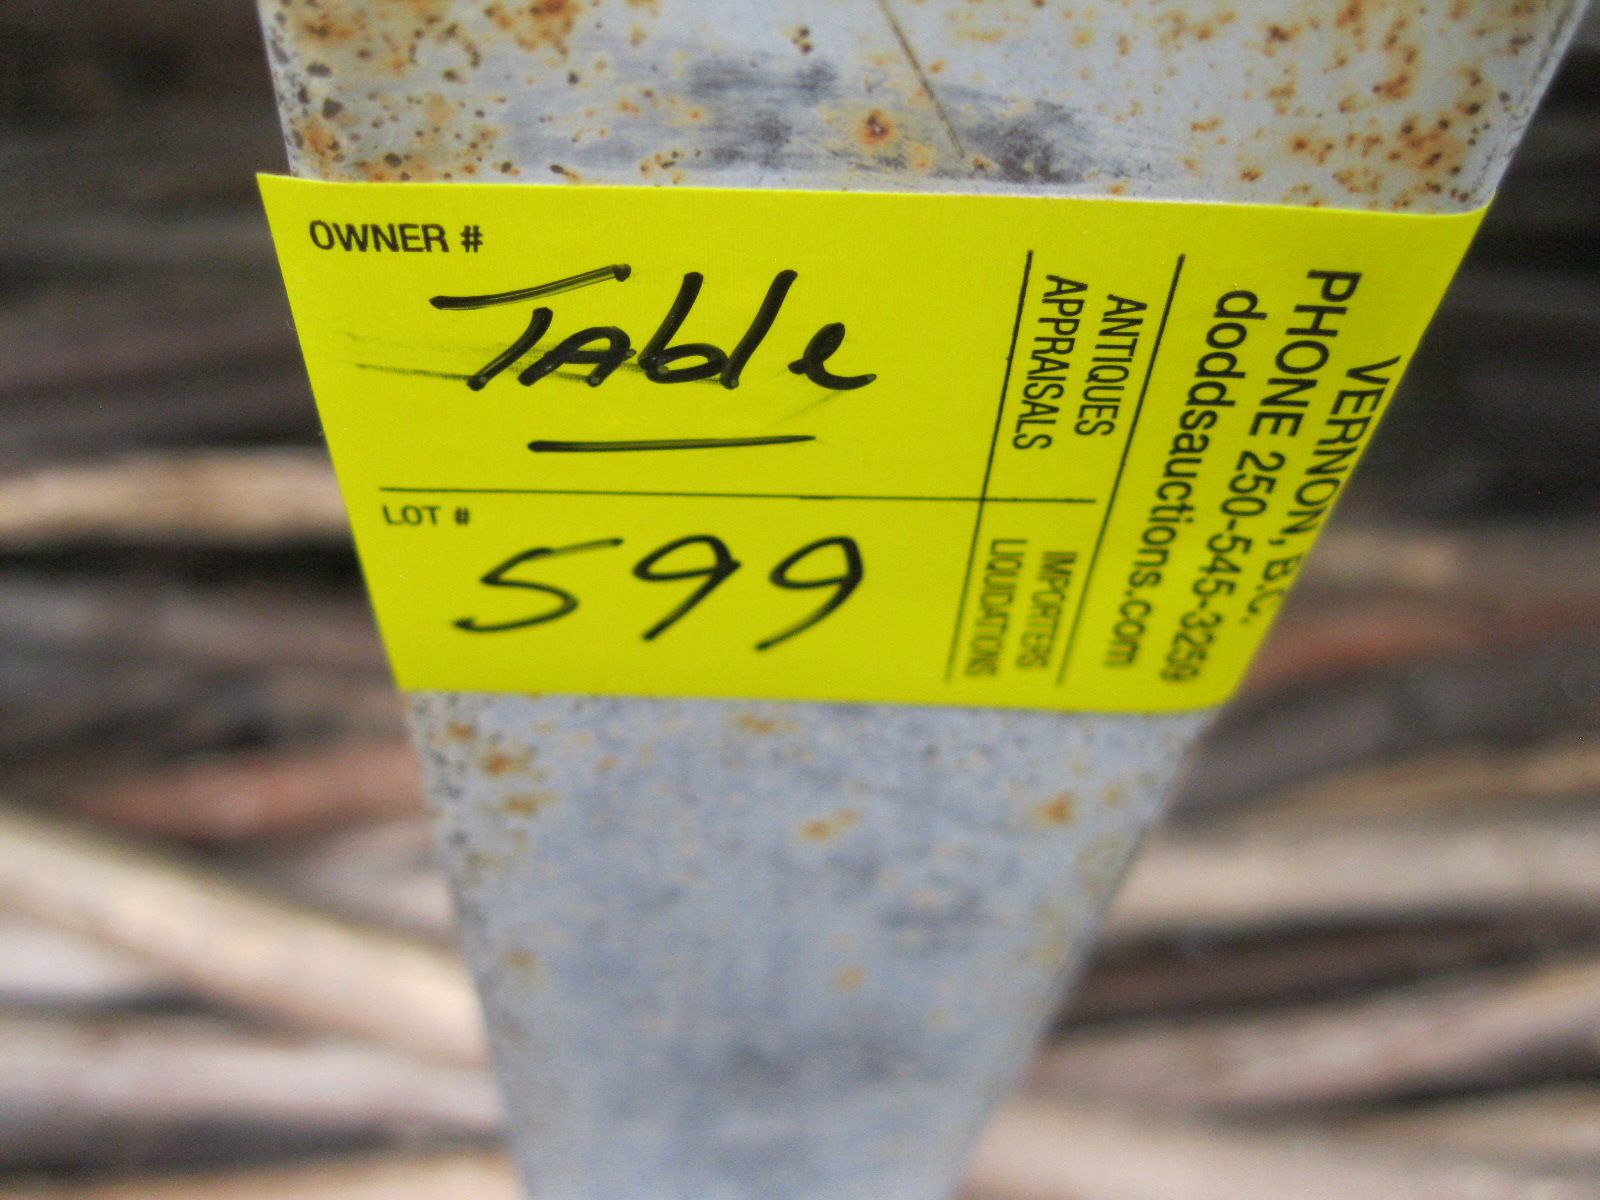 OWNER #
Table
LOT #
599
ANTIQUES
APPRAISALS
IMPORTERS
LIQUIDATIONS
VERNON, B.C.
PHONE 250-545-3259
doddsauctions.com